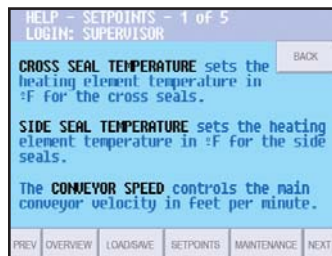 HELP - SETPOINTS - 1 of 5
LOGIN: SUPERVISOR
BACK
CROSS SEAL TEMPERATURE sets the
heating element temperature in
°F for the cross seals.
SIDE SEAL TEMPERATURE sets the heating
element temperature in °F for the side
seals.
The CONVEYOR SPEED controls the main
conveyor velocity in feet per minute.
PREV OVERVIEW LOAD/SAVE SETPOINTS MAINTENANCE NEXT